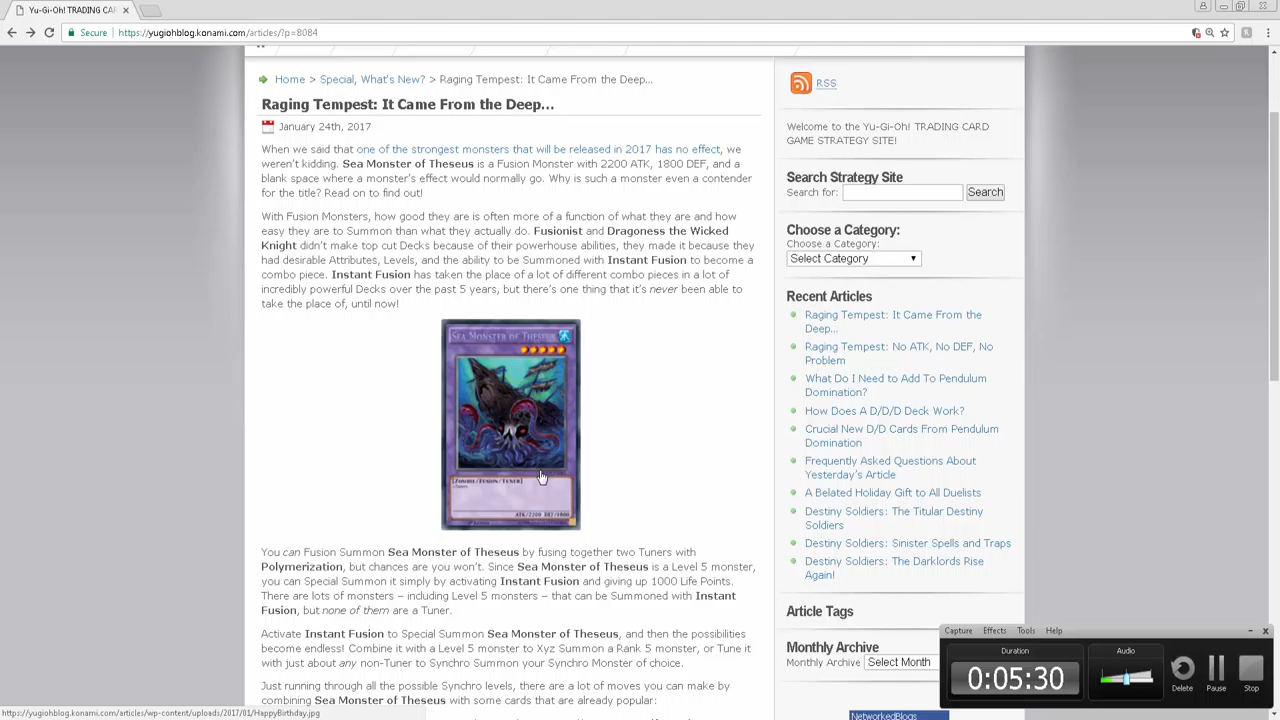 Yu-Gi-Oh! TRADING CAR
Secure
https://yugiohblog.konami.com/articles/?p=8084
Home > Special, What's New? > Raging Tempest: It Came From the Deep...
Raging Tempest: It Came From the Deep...
January 24th, 2017
When we said that one of the strongest monsters that will be released in 2017 has no effect, we
weren't kidding. Sea Monster of Theseus is a Fusion Monster with 2200 ATK, 1800 DEF, and a
blank space where a monster's effect would normally go. Why is such a monster even a contender
for the title? Read on to find out!
With Fusion Monsters, how good they are is often more of a function of what they are and how
easy they are to Summon than what they actually do. Fusionist and Dragoness the Wicked
Knight didn't make top cut Decks because of their powerhouse abilities, they made it because they
had desirable Attributes, Levels, and the ability to be Summoned with Instant Fusion to become a
combo piece. Instant Fusion has taken the place of a lot of different combo pieces in a lot of
incredibly powerful Decks over the past 5 years, but there's one thing that it's never been able to
take the place of, until now!
SEA MONSTER OF THESEUS
[ZOMBIE/FUSION/TUNER]
ATK/2200 DEF/1800
You can Fusion Summon Sea Monster of Theseus by fusing together two Tuners with
Polymerization, but chances are you won't. Since Sea Monster of Theseus is a Level 5 monster,
you can Special Summon it simply by activating Instant Fusion and giving up 1000 Life Points.
There are lots of monsters – including Level 5 monsters – that can be Summoned with Instant
Fusion, but none of them are a Tuner.
Activate Instant Fusion to Special Summon Sea Monster of Theseus, and then the possibilities
become endless! Combine it with a Level 5 monster to Xyz Summon a Rank 5 monster, or Tune it
with just about any non-Tuner to Synchro Summon your Synchro Monster of choice.
Just running through all the possible Synchro levels, there are a lot of moves you can make by
combining Sea Monster of Theseus with some cards that are already popular:
RSS
Welcome to the Yu-Gi-Oh! TRADING CARD
GAME STRATEGY SITE!
Search Strategy Site
Search for:
Search
Choose a Category:
Choose a Category:
Select Category
Recent Articles
Raging Tempest: It Came From the
Deep...
Raging Tempest: No ATK, No DEF, No
Problem
What Do I Need to Add To Pendulum
Domination?
How Does A D/D/D Deck Work?
Crucial New D/D Cards From Pendulum
Domination
Frequently Asked Questions About
Yesterday's Article
A Belated Holiday Gift to All Duelists
Destiny Soldiers: The Titular Destiny
Soldiers
Destiny Soldiers: Sinister Spells and Traps
Destiny Soldiers: The Darklords Rise
Again!
Article Tags
Monthly Archive
Monthly Archive
Select Month
NetworkedBlogs
Capture Effects Tools Help
Duration
0:05:30
Audio
Delete
Pause
Stop
https://yugiohblog.konami.com/articles/wp-content/uploads/2017/01/HappyBirthday.jpg